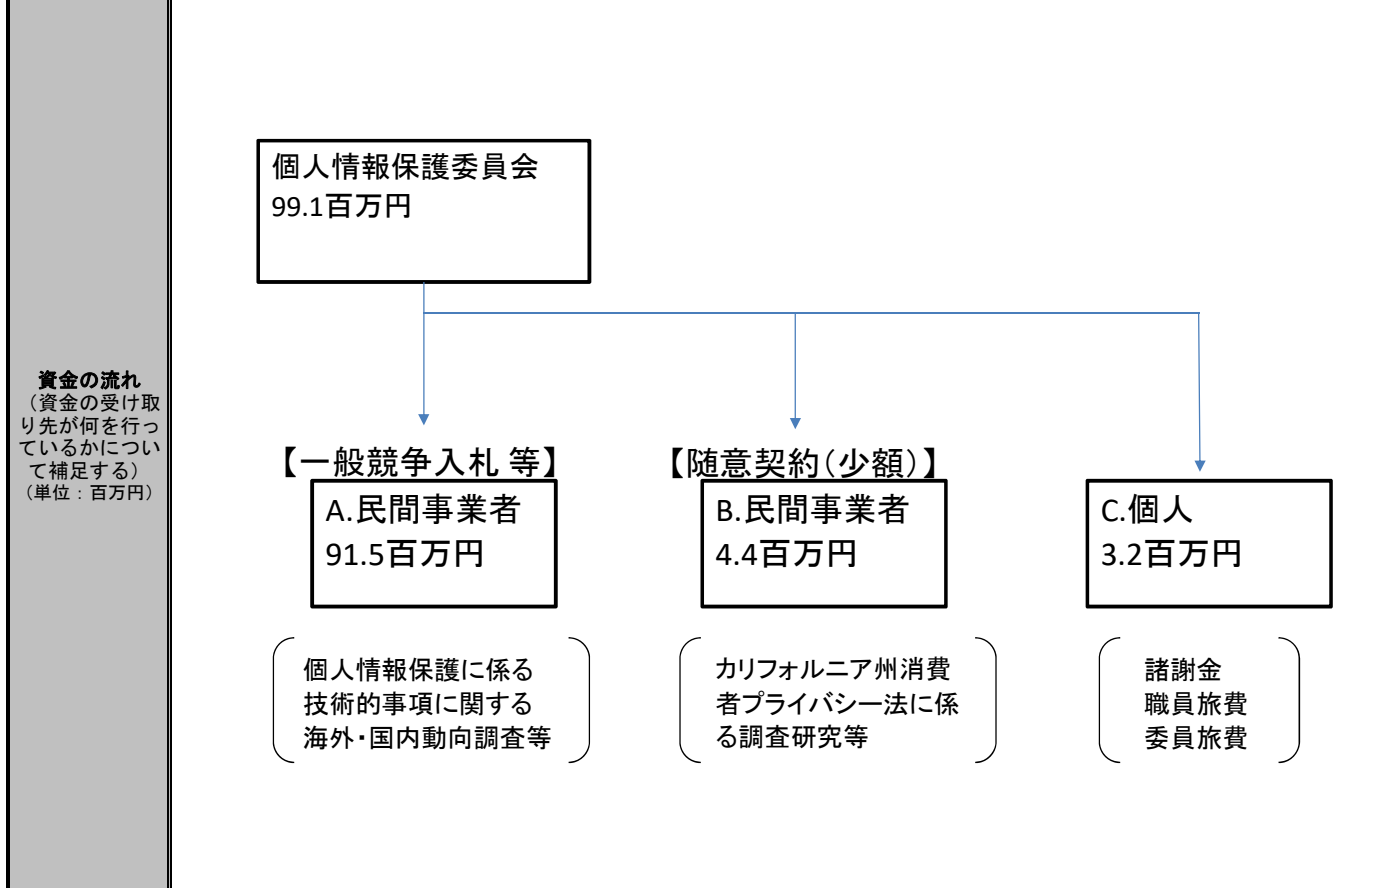 資金の流れ
（資金の受け取
り先が何を行っ
ているかについ
て補足する）
（単位：百万円）
個人情報保護委員会
99.1百万円
【一般競争入札 等】
A.民間事業者
91.5百万円
個人情報保護に係る
技術的事項に関する
海外・国内動向調査等
【随意契約（少額）】
B.民間事業者
4.4百万円
カリフォルニア州消費
者プライバシー法に係
る調査研究等
C.個人
3.2百万円
諸謝金
職員旅費
委員旅費